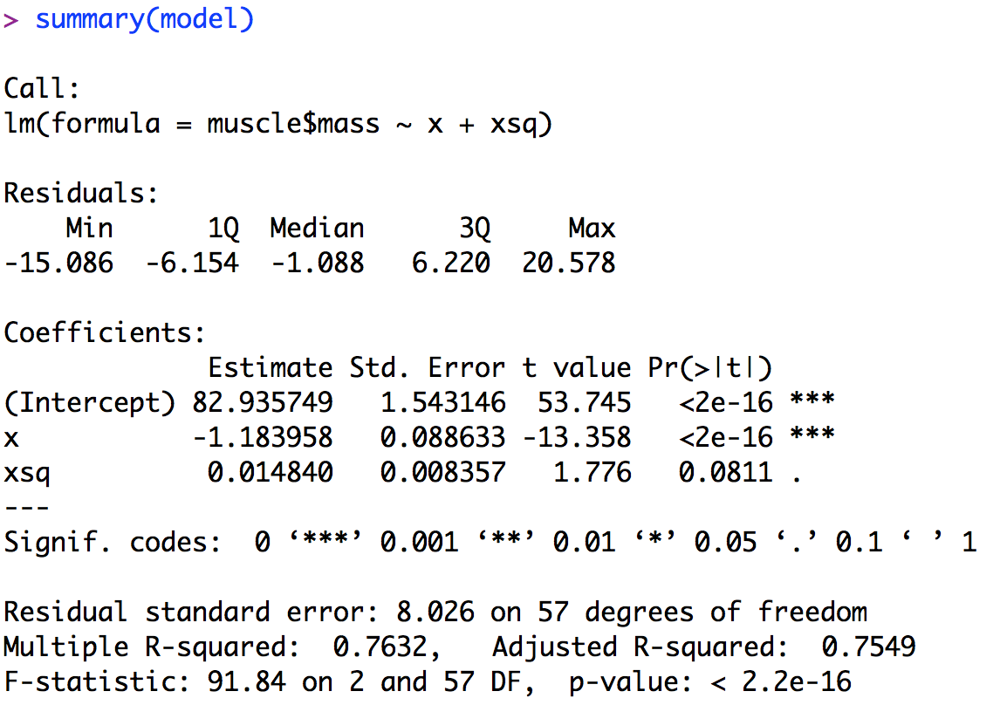 > summary(model)

Call:
lm(formula = muscle$mass ~ x + xsq)

Residuals:
    Min      1Q  Median      3Q     Max
-15.086  -6.154  -1.088   6.220  20.578

Coefficients:
             Estimate Std. Error t value Pr(>|t|)
(Intercept) 82.935749   1.543146  53.745   <2e-16 ***
x           -1.183958   0.088633 -13.358   <2e-16 ***
xsq          0.014840   0.008357   1.776   0.0811 .
---
Signif. codes:  0 ‘***’ 0.001 ‘**’ 0.01 ‘*’ 0.05 ‘.’ 0.1 ‘ ’ 1

Residual standard error: 8.026 on 57 degrees of freedom
Multiple R-squared:  0.7632,	Adjusted R-squared:  0.7549
F-statistic: 91.84 on 2 and 57 DF,  p-value: < 2.2e-16